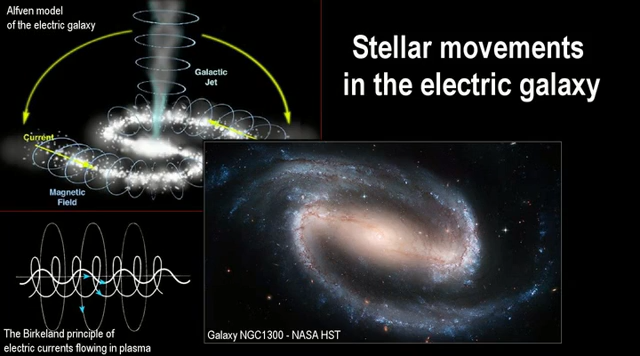 Alfven model
of the electric galaxy
Stellar movements
in the electric galaxy
Galactic
Jet
Current
Magnetic
Field
The Birkeland principle of
electric currents flowing in plasma
Galaxy NGC1300 - NASA HST